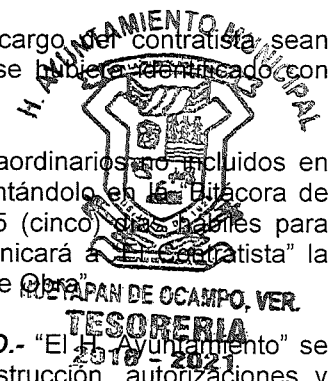 H. AYUNTAMIENTO MUNICIPAL
cargo del contratista sean
se hubiera identificado con
aordinarios no incluidos en
ntándolo en la "Bitácora de
5 (cinco) días hábiles para
nicará a "El Contratista" la
e Obra"
HUEYAPAN DE OCAMPO, VER.
TESORERIA
O.- "El H. Ayuntamiento" se
2018 - 2021
strucción, autorizaciones y